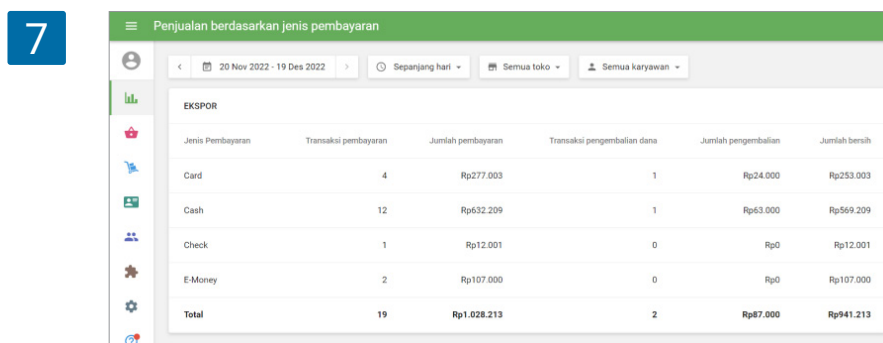 7
Penjualan berdasarkan jenis pembayaran
20 Nov 2022 - 19 Des 2022 Sepanjang hari Semua toko Semua karyawan
EKSPOR
Jenis Pembayaran Transaksi pembayaran Jumlah pembayaran Transaksi pengembalian dana Jumlah pengembalian Jumlah bersih
Card 4 Rp277.003 1 Rp24.000 Rp253.003
Cash 12 Rp632.209 1 Rp63.000 Rp569.209
Check 1 Rp12.001 0 Rp0 Rp12.001
E-Money 2 Rp107.000 0 Rp0 Rp107.000
Total 19 Rp1.028.213 2 Rp87.000 Rp941.213